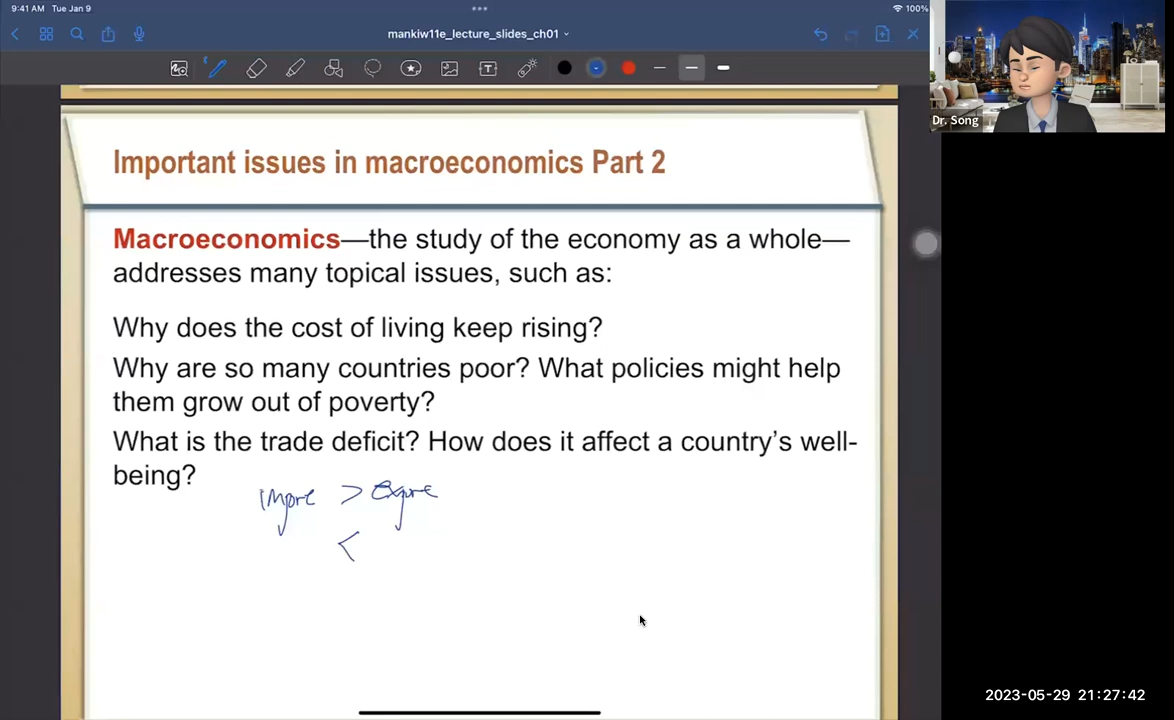 9:41 AM Tue Jan 9
100%
mankiw11e_lecture_slides_ch01
Dr. Song
Important issues in macroeconomics Part 2
Macroeconomics—the study of the economy as a whole—
addresses many topical issues, such as:
Why does the cost of living keep rising?
Why are so many countries poor? What policies might help
them grow out of poverty?
What is the trade deficit? How does it affect a country's well-
being?
>
<
2023-05-29 21:27:42